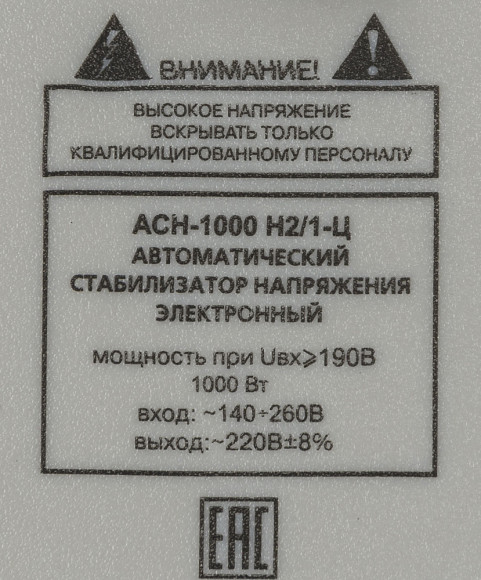 ВНИМАНИЕ!
ВЫСОКОЕ НАПРЯЖЕНИЕ
ВСКРЫВАТЬ ТОЛЬКО
КВАЛИФИЦИРОВАННОМУ ПЕРСОНАЛУ
АСН-1000 Н2/1-Ц
АВТОМАТИЧЕСКИЙ
СТАБИЛИЗАТОР НАПРЯЖЕНИЯ
ЭЛЕКТРОННЫЙ
мощность при Uвх⩾190В
1000 Вт
вход: ~140÷260В
выход:~220В±8%
EAC